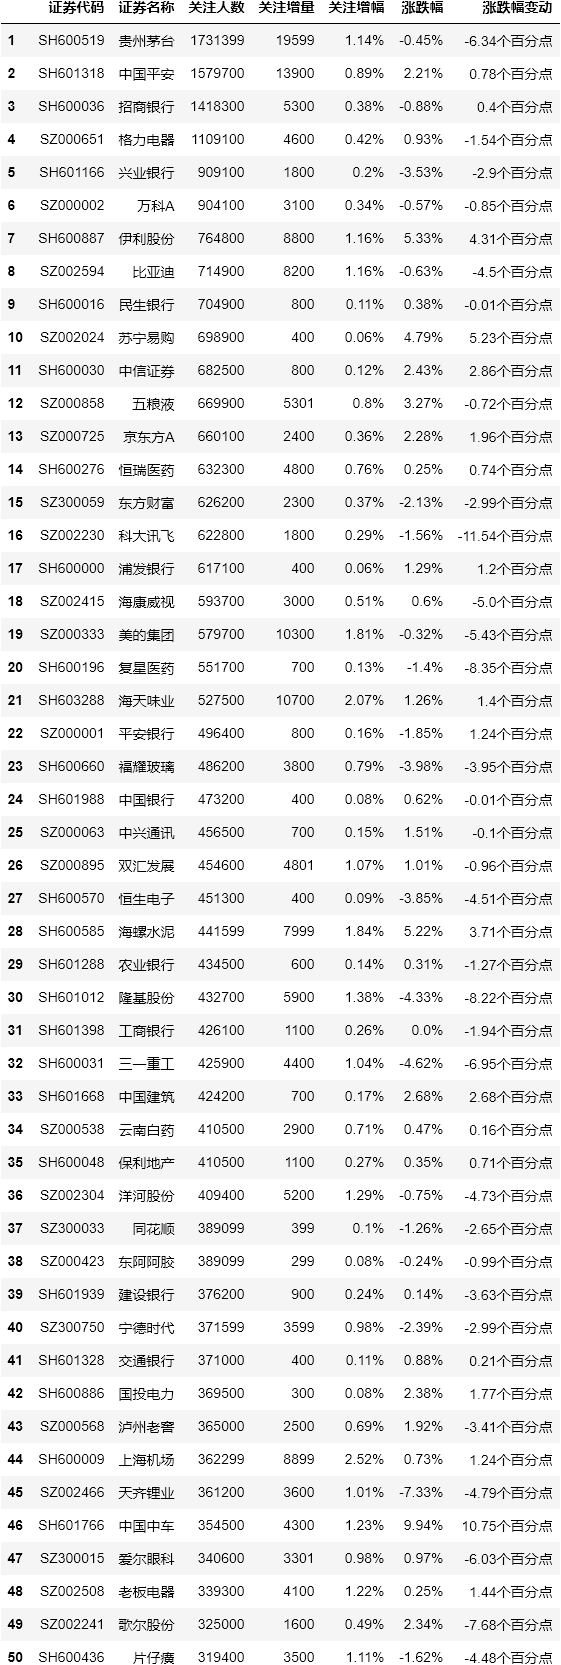 证券代码 证券名称 关注人数 关注增量 关注增幅 涨跌幅 涨跌幅变动
1 SH600519 贵州茅台 1731399 19599 1.14% -0.45% -6.34个百分点
2 SH601318 中国平安 1579700 13900 0.89% 2.21% 0.78个百分点
3 SH600036 招商银行 1418300 5300 0.38% -0.88% 0.4个百分点
4 SZ000651 格力电器 1109100 4600 0.42% 0.93% -1.54个百分点
5 SH601166 兴业银行 909100 1800 0.2% -3.53% -2.9个百分点
6 SZ000002 万科A 904100 3100 0.34% -0.57% -0.85个百分点
7 SH600887 伊利股份 764800 8800 1.16% 5.33% 4.31个百分点
8 SZ002594 比亚迪 714900 8200 1.16% -0.63% -4.5个百分点
9 SH600016 民生银行 704900 800 0.11% 0.38% -0.01个百分点
10 SZ002024 苏宁易购 698900 400 0.06% 4.79% 5.23个百分点
11 SH600030 中信证券 682500 800 0.12% 2.43% 2.86个百分点
12 SZ000858 五粮液 669900 5301 0.8% 3.27% -0.72个百分点
13 SZ000725 京东方A 660100 2400 0.36% 2.28% 1.96个百分点
14 SH600276 恒瑞医药 632300 4800 0.76% 0.25% 0.74个百分点
15 SZ300059 东方财富 626200 2300 0.37% -2.13% -2.99个百分点
16 SZ002230 科大讯飞 622800 1800 0.29% -1.56% -11.54个百分点
17 SH600000 浦发银行 617100 400 0.06% 1.29% 1.2个百分点
18 SZ002415 海康威视 593700 3000 0.51% 0.6% -5.0个百分点
19 SZ000333 美的集团 579700 10300 1.81% -0.32% -5.43个百分点
20 SH600196 复星医药 551700 700 0.13% -1.4% -8.35个百分点
21 SH603288 海天味业 527500 10700 2.07% 1.26% 1.4个百分点
22 SZ000001 平安银行 496400 800 0.16% -1.85% 1.24个百分点
23 SH600660 福耀玻璃 486200 3800 0.79% -3.98% -3.95个百分点
24 SH601988 中国银行 473200 400 0.08% 0.62% -0.01个百分点
25 SZ000063 中兴通讯 456500 700 0.15% 1.51% -0.1个百分点
26 SZ000895 双汇发展 454600 4801 1.07% 1.01% -0.96个百分点
27 SH600570 恒生电子 451300 400 0.09% -3.85% -4.51个百分点
28 SH600585 海螺水泥 441599 7999 1.84% 5.22% 3.71个百分点
29 SH601288 农业银行 434500 600 0.14% 0.31% -1.27个百分点
30 SH601012 隆基股份 432700 5900 1.38% -4.33% -8.22个百分点
31 SH601398 工商银行 426100 1100 0.26% 0.0% -1.94个百分点
32 SH600031 三一重工 425900 4400 1.04% -4.62% -6.95个百分点
33 SH601668 中国建筑 424200 700 0.17% 2.68% 2.68个百分点
34 SZ000538 云南白药 410500 2900 0.71% 0.47% 0.16个百分点
35 SH600048 保利地产 410500 1100 0.27% 0.35% 0.71个百分点
36 SZ002304 洋河股份 409400 5200 1.29% -0.75% -4.73个百分点
37 SZ300033 同花顺 389099 399 0.1% -1.26% -2.65个百分点
38 SZ000423 东阿阿胶 389099 299 0.08% -0.24% -0.99个百分点
39 SH601939 建设银行 376200 900 0.24% 0.14% -3.63个百分点
40 SZ300750 宁德时代 371599 3599 0.98% -2.39% -2.99个百分点
41 SH601328 交通银行 371000 400 0.11% 0.88% 0.21个百分点
42 SH600886 国投电力 369500 300 0.08% 2.38% 1.77个百分点
43 SZ000568 泸州老窖 365000 2500 0.69% 1.92% -3.41个百分点
44 SH600009 上海机场 362299 8899 2.52% 0.73% 1.24个百分点
45 SZ002466 天齐锂业 361200 3600 1.01% -7.33% -4.79个百分点
46 SH601766 中国中车 354500 4300 1.23% 9.94% 10.75个百分点
47 SZ300015 爱尔眼科 340600 3301 0.98% 0.97% -6.03个百分点
48 SZ002508 老板电器 339300 4100 1.22% 0.25% 1.44个百分点
49 SZ002241 歌尔股份 325000 1600 0.49% 2.34% -7.68个百分点
50 SH600436 片仔癀 319400 3500 1.11% -1.62% -4.48个百分点